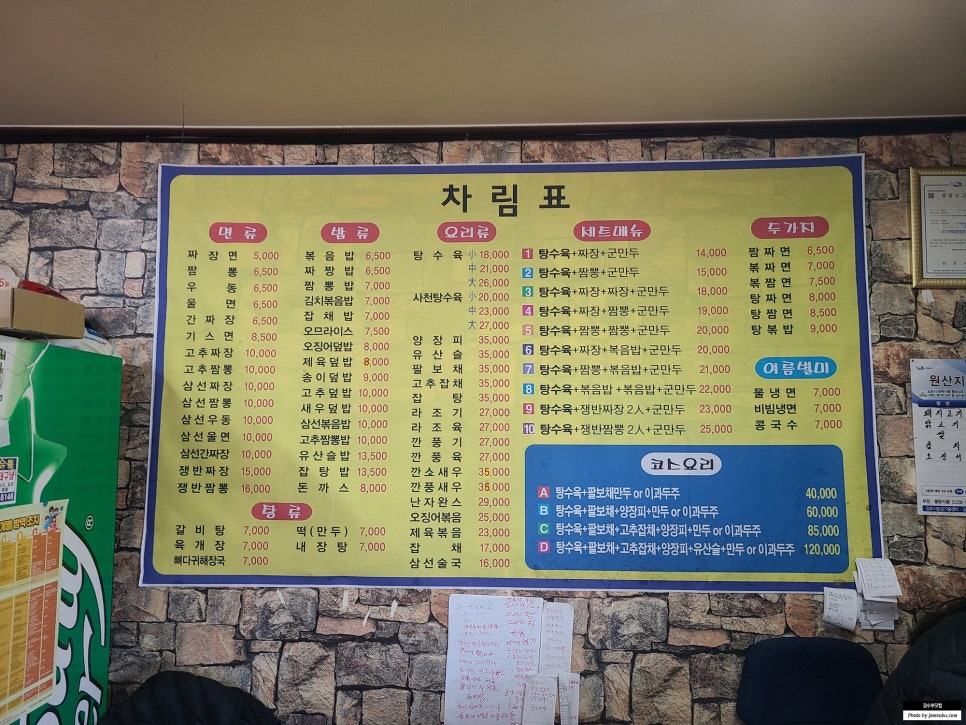 차림표
면류
짜장면 5,000
짬뽕 6,500
우동 6,500
울면 6,500
간짜장 6,500
기스면 8,500
고추짜장 10,000
고추짬뽕 10,000
삼선짜장 10,000
삼선짬뽕 10,000
삼선우동 10,000
삼선울면 10,000
삼선간짜장 10,000
쟁반짜장 15,000
쟁반짬뽕 16,000
밥류
볶음밥 6,500
짜장밥 6,500
짬뽕밥 7,000
김치볶음밥 7,000
잡채밥 7,000
오므라이스 7,500
오징어덮밥 8,000
제육덮밥 8,000
송이덮밥 9,000
고추덮밥 10,000
새우덮밥 10,000
삼선볶음밥 10,000
고추짬뽕밥 10,000
유산슬밥 13,500
잡탕밥 13,500
돈까스 8,000
탕류
갈비탕 7,000
육개장 7,000
뼈다귀해장국 7,000
떡(만두) 7,000
내장탕 7,000
요리류
탕수육 小 18,000
中 21,000
大 26,000
사천탕수육 小 20,000
中 23,000
大 27,000
양장피 35,000
유산슬 35,000
팔보채 35,000
고추잡채 35,000
잡탕 35,000
라조기 27,000
라조육 27,000
깐풍기 27,000
깐풍육 27,000
깐쇼새우 35,000
깐풍새우 35,000
난자완스 29,000
오징어볶음 25,000
제육볶음 23,000
잡채 17,000
삼선술국 16,000
세트메뉴
1 탕수육+짜장+군만두 14,000
2 탕수육+짬뽕+군만두 15,000
3 탕수육+짜장+짜장+군만두 18,000
4 탕수육+짜장+짬뽕+군만두 19,000
5 탕수육+짬뽕+짬뽕+군만두 20,000
6 탕수육+짜장+볶음밥+군만두 20,000
7 탕수육+짬뽕+볶음밥+군만두 21,000
8 탕수육+볶음밥+볶음밥+군만두 22,000
9 탕수육+쟁반짜장 2人+군만두 23,000
10 탕수육+쟁반짬뽕 2人+군만두 25,000
두가지
짬짜면 6,500
볶짜면 7,000
볶짬면 7,500
탕짜면 8,000
탕짬면 8,500
탕볶밥 9,000
여름별미
물냉면 7,000
비빔냉면 7,000
콩국수 7,000
코스요리
A 탕수육+팔보채만두 or 이과두주 40,000
B 탕수육+팔보채+양장피+만두 or 이과두주 60,000
C 탕수육+팔보채+고추잡채+양장피+만두 or 이과두주 85,000
D 탕수육+팔보채+고추잡채+양장피+유산슬+만두 or 이과두주 120,000
원산지
돼지고기
닭고기
쌀
김치
오징어
Photo by jawsuhu.com